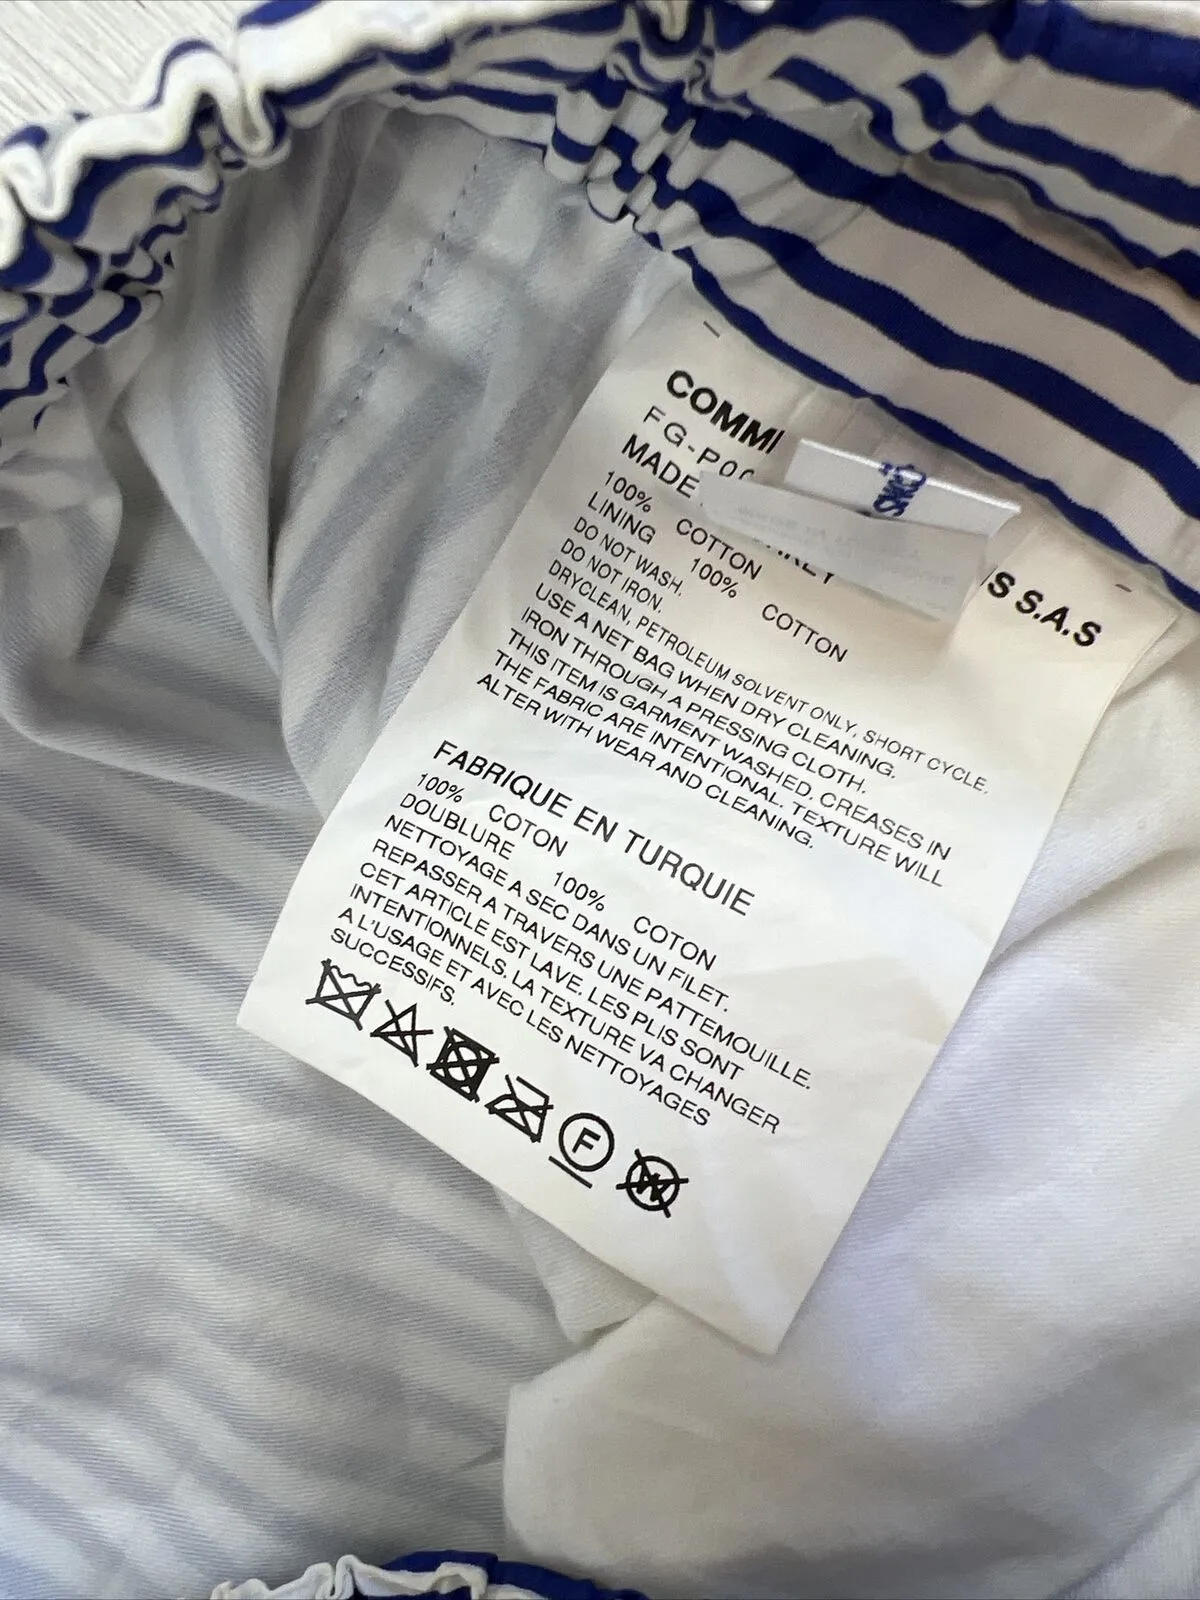 COMM
S S.A.S
FG-P0
MADE
100% COTTON
LINING 100% COTTON
DO NOT WASH.
DO NOT IRON.
DRYCLEAN, PETROLEUM SOLVENT ONLY, SHORT CYCLE.
USE A NET BAG WHEN DRY CLEANING.
IRON THROUGH A PRESSING CLOTH.
THIS ITEM IS GARMENT WASHED. CREASES IN
THE FABRIC ARE INTENTIONAL. TEXTURE WILL
ALTER WITH WEAR AND CLEANING.
FABRIQUE EN TURQUIE
100% COTON
DOUBLURE 100% COTON
NETTOYAGE A SEC DANS UN FILET.
REPASSER A TRAVERS UNE PATTEMOUILLE.
CET ARTICLE EST LAVE. LES PLIS SONT
INTENTIONNELS. LA TEXTURE VA CHANGER
A L'USAGE ET AVEC LES NETTOYAGES
SUCCESSIFS.
F
W